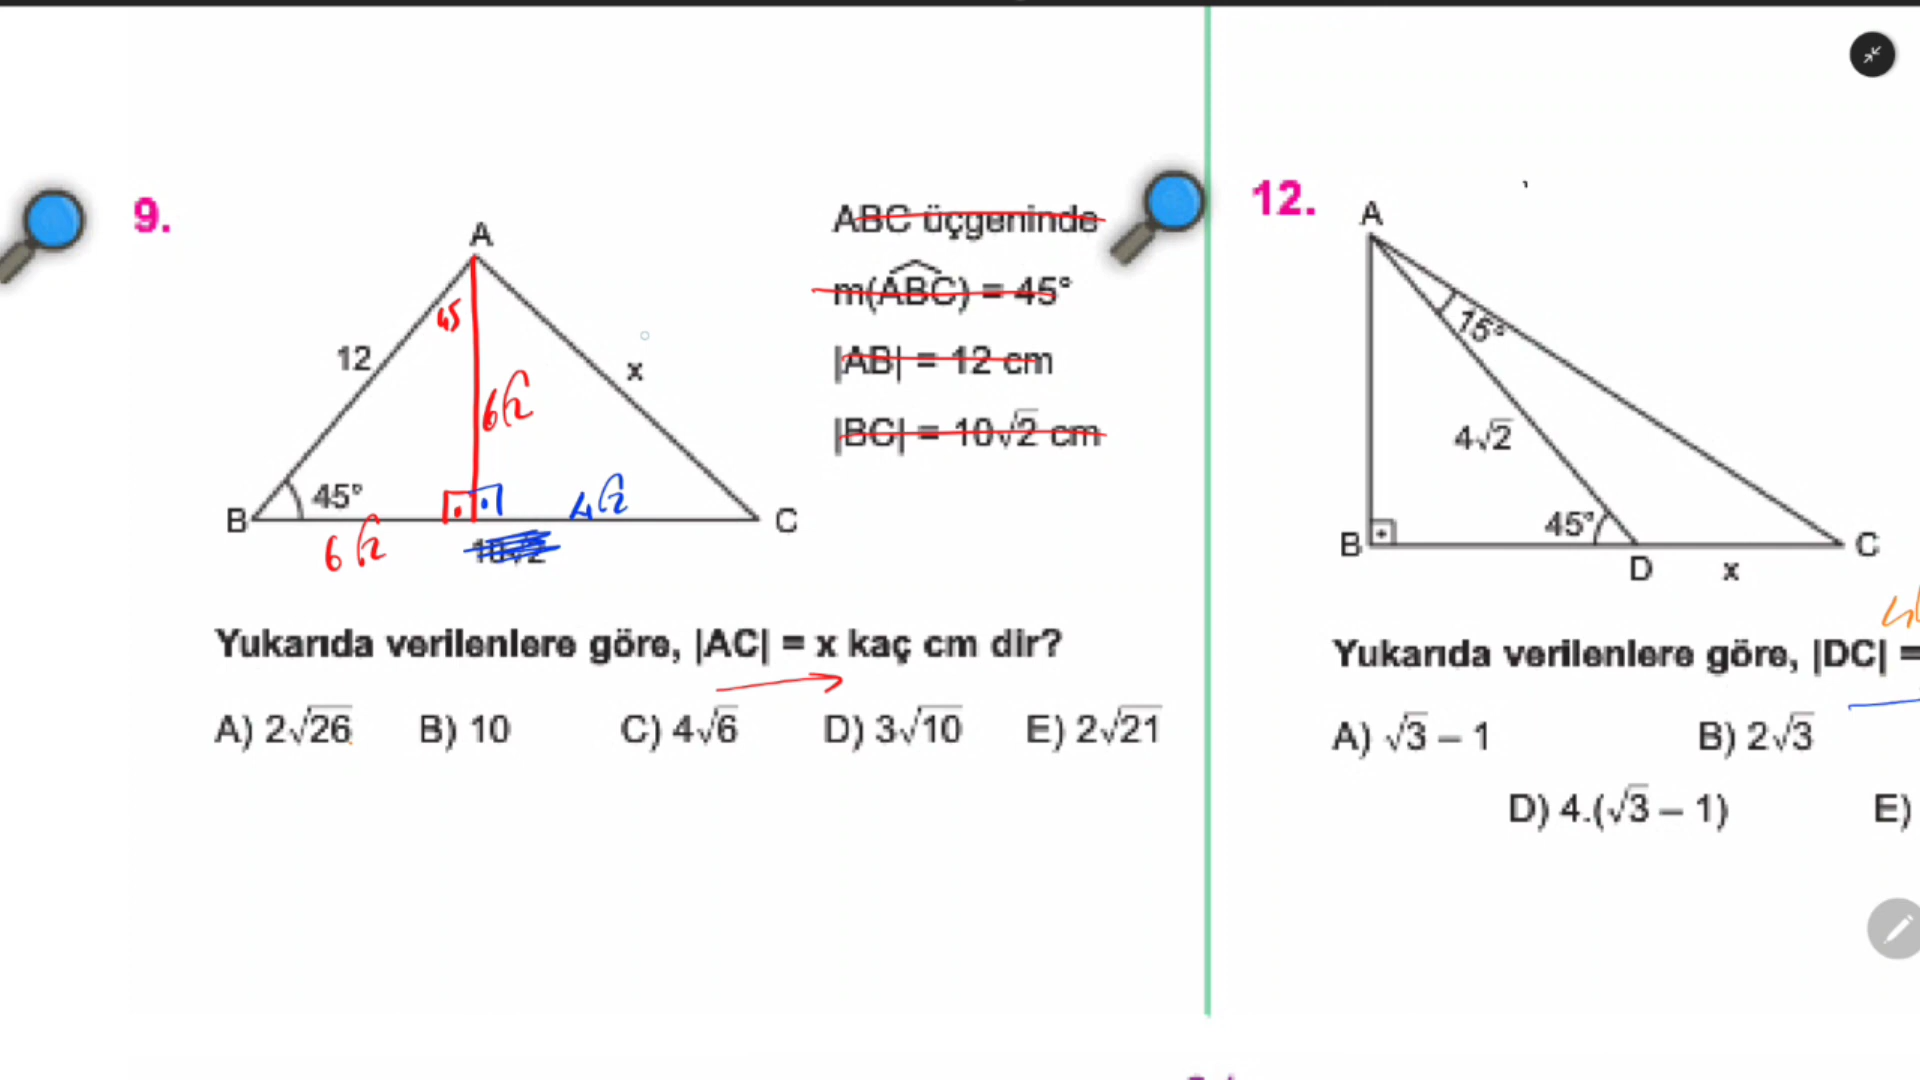 9.
A
12
45
6√2
x
B
45°
6√2
4√2
C
ABC üçgeninde
m(ABC) = 45°
|AB| = 12 cm
|BC| = 10√2 cm
Yukarıda verilenlere göre, |AC| = x kaç cm dir?
A) 2√26 B) 10 C) 4√6 D) 3√10 E) 2√21
12.
A
15°
4√2
B
45°
D
x
C
Yukarıda verilenlere göre, |DC| =
A) √3 – 1 B) 2√3
D) 4.(√3 – 1) E)